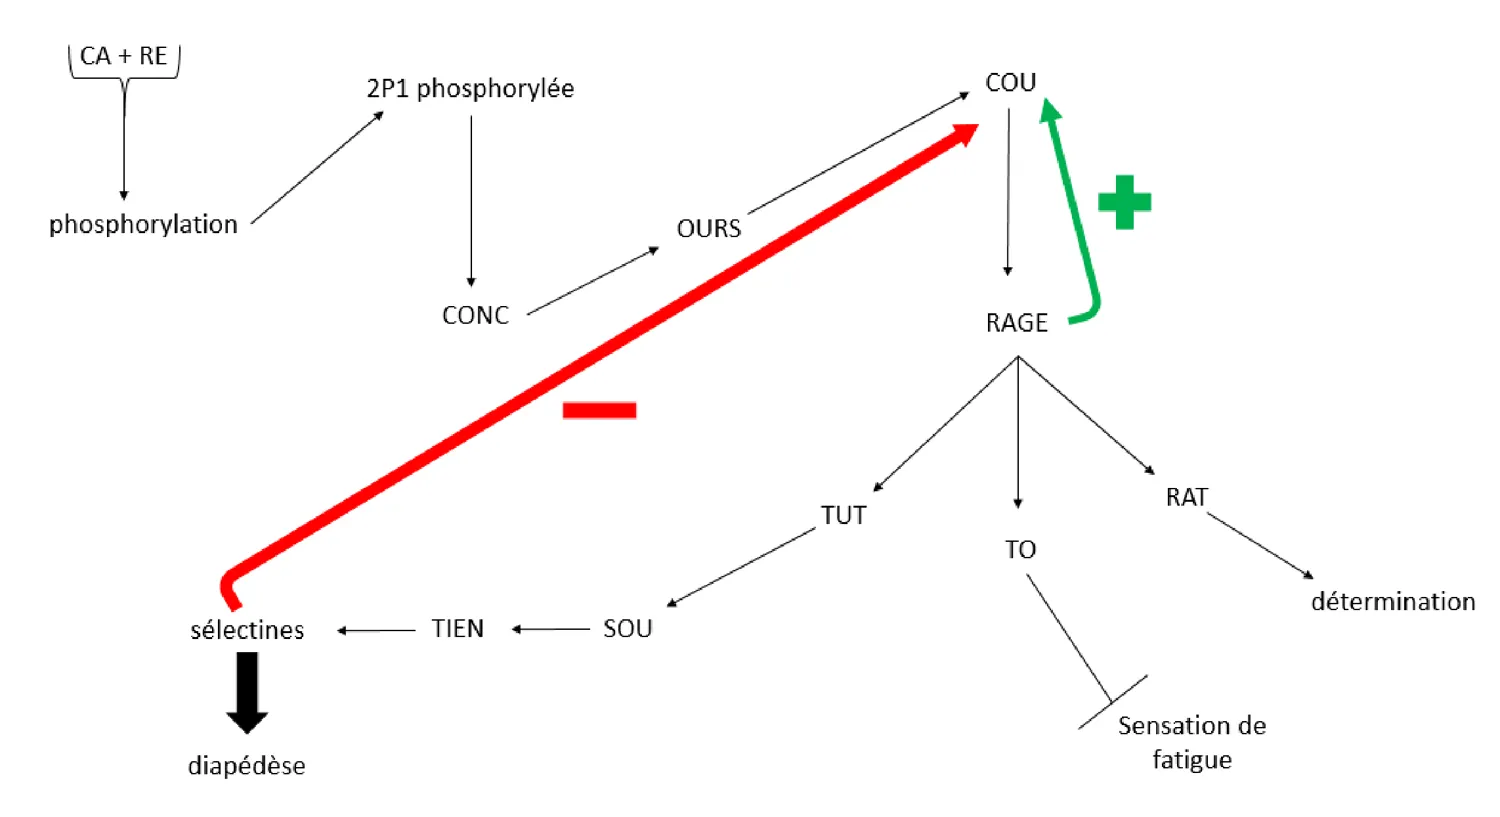 CA + RE
2P1 phosphorylée
COU
phosphorylation
OURS
CONC
RAGE
RAT
TUT
TO
détermination
sélectines
TIEN
SOU
Sensation de
fatigue
diapédèse